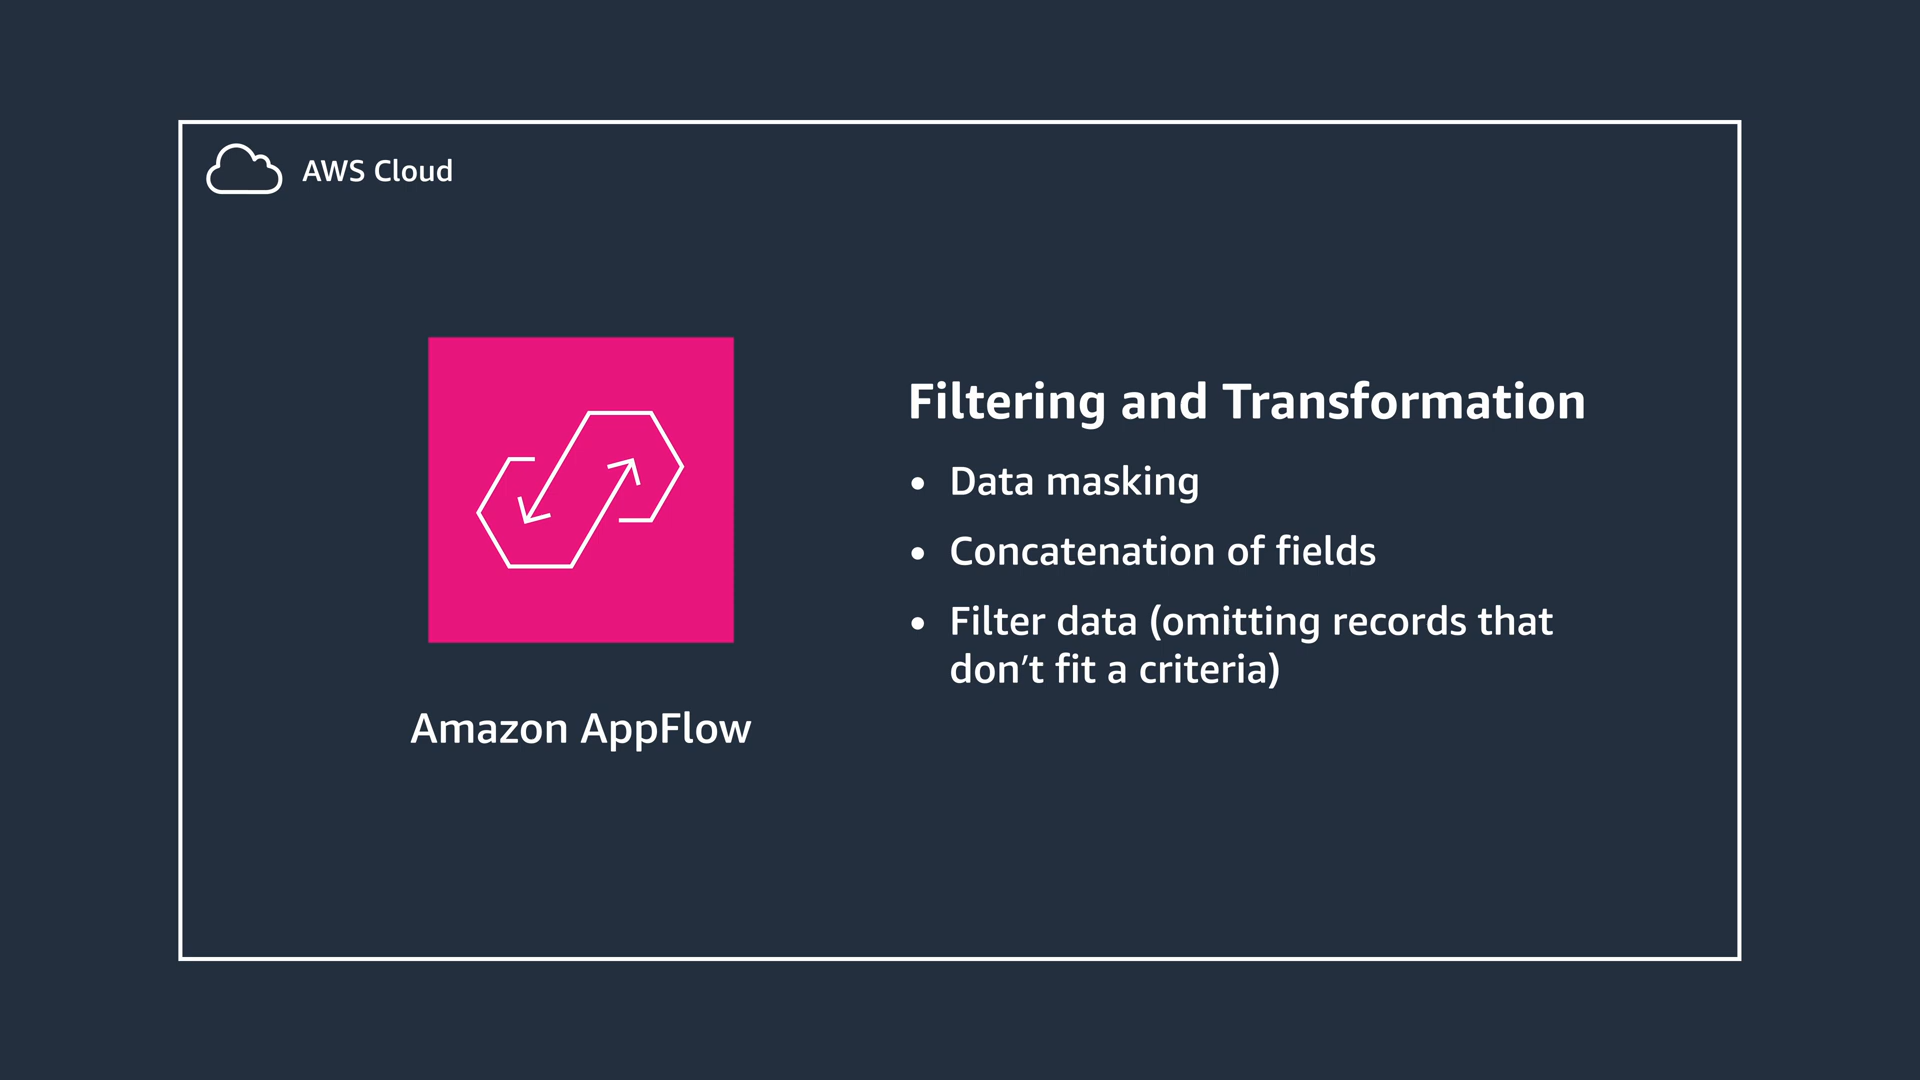 AWS Cloud
Amazon AppFlow
Filtering and Transformation
• Data masking
• Concatenation of fields
• Filter data (omitting records that
don’t fit a criteria)